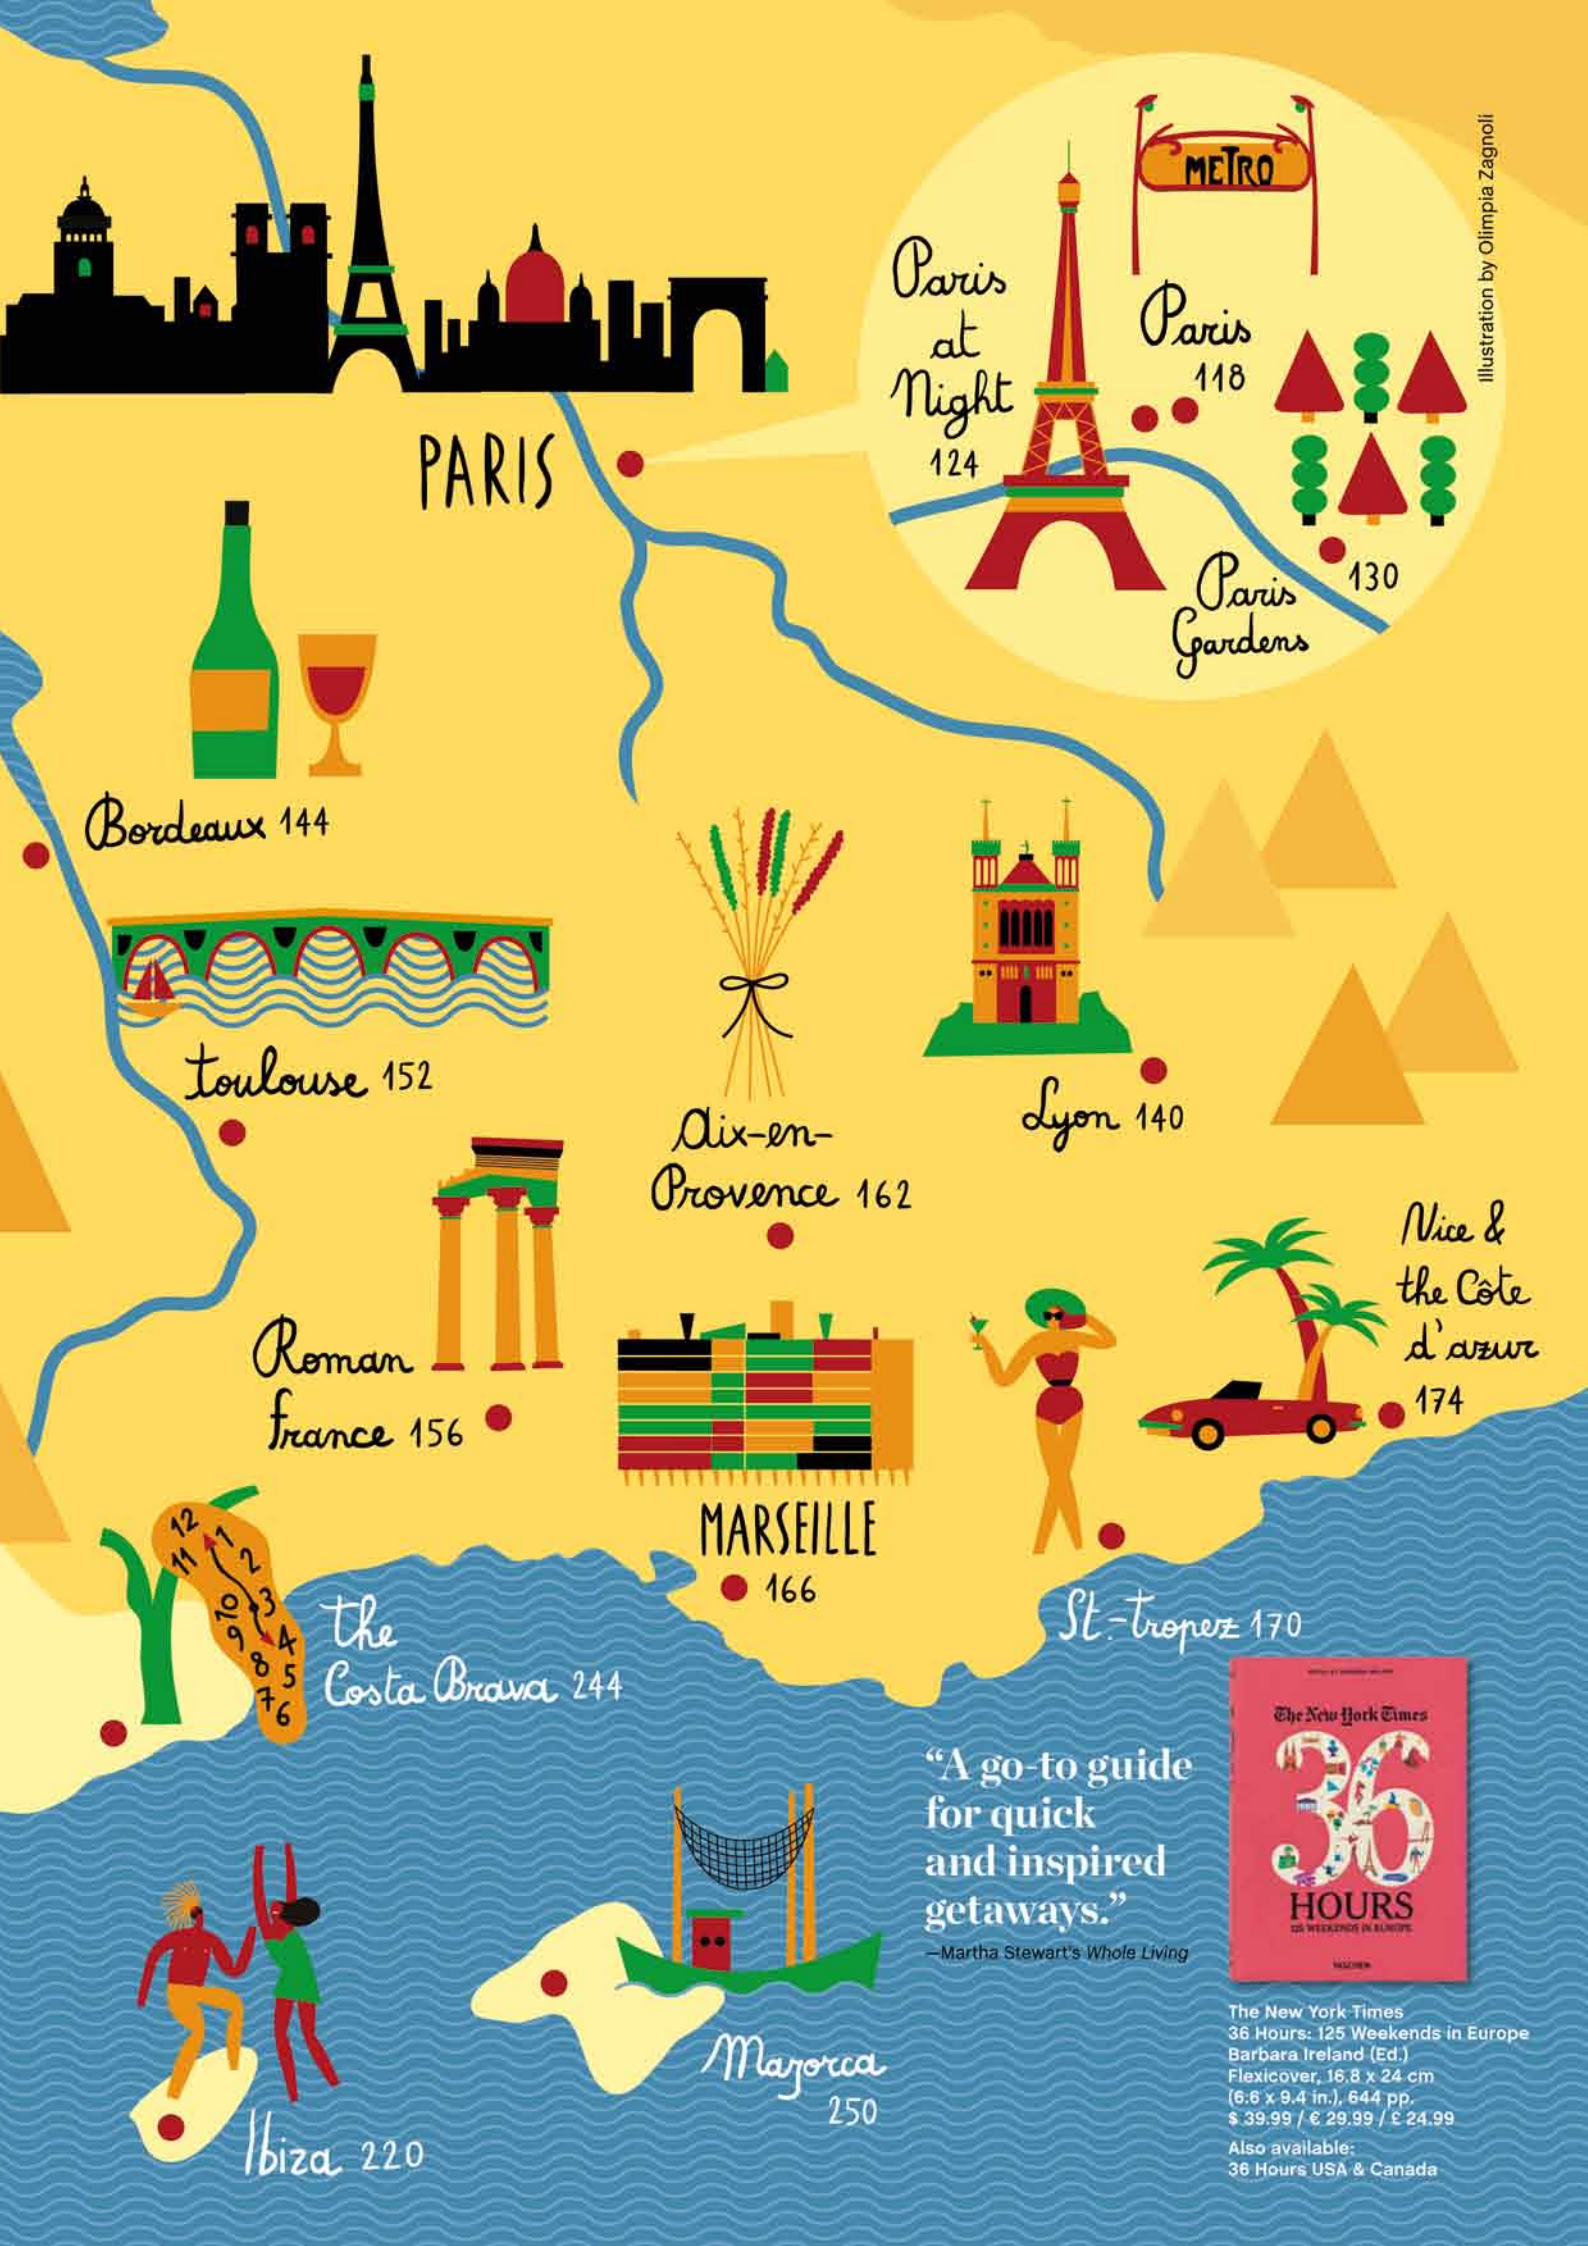 Illustration by Olimpia Zagnoli
METRO
Paris
at
Night
124
Paris
118
PARIS
Paris
Gardens
130
Bordeaux 144
toulouse 152
Aix-en-
Provence 162
Lyon 140
Roman
france 156
Nice &
the Côte
d'azur
174
MARSEILLE
166
12
1
11
2
10
3
9
4
8
5
7
6
the
Costa Brava 244
St.-tropez 170
“A go-to guide
for quick
and inspired
getaways.”
—Martha Stewart's Whole Living
The New York Times
36
HOURS
125 WEEKENDS IN EUROPE
TASCHEN
Majorca
250
Ibiza 220
The New York Times
36 Hours: 125 Weekends in Europe
Barbara Ireland (Ed.)
Flexicover, 16.8 x 24 cm
(6.6 x 9.4 in.), 644 pp.
$ 39.99 / € 29.99 / £ 24.99
Also available:
36 Hours USA & Canada